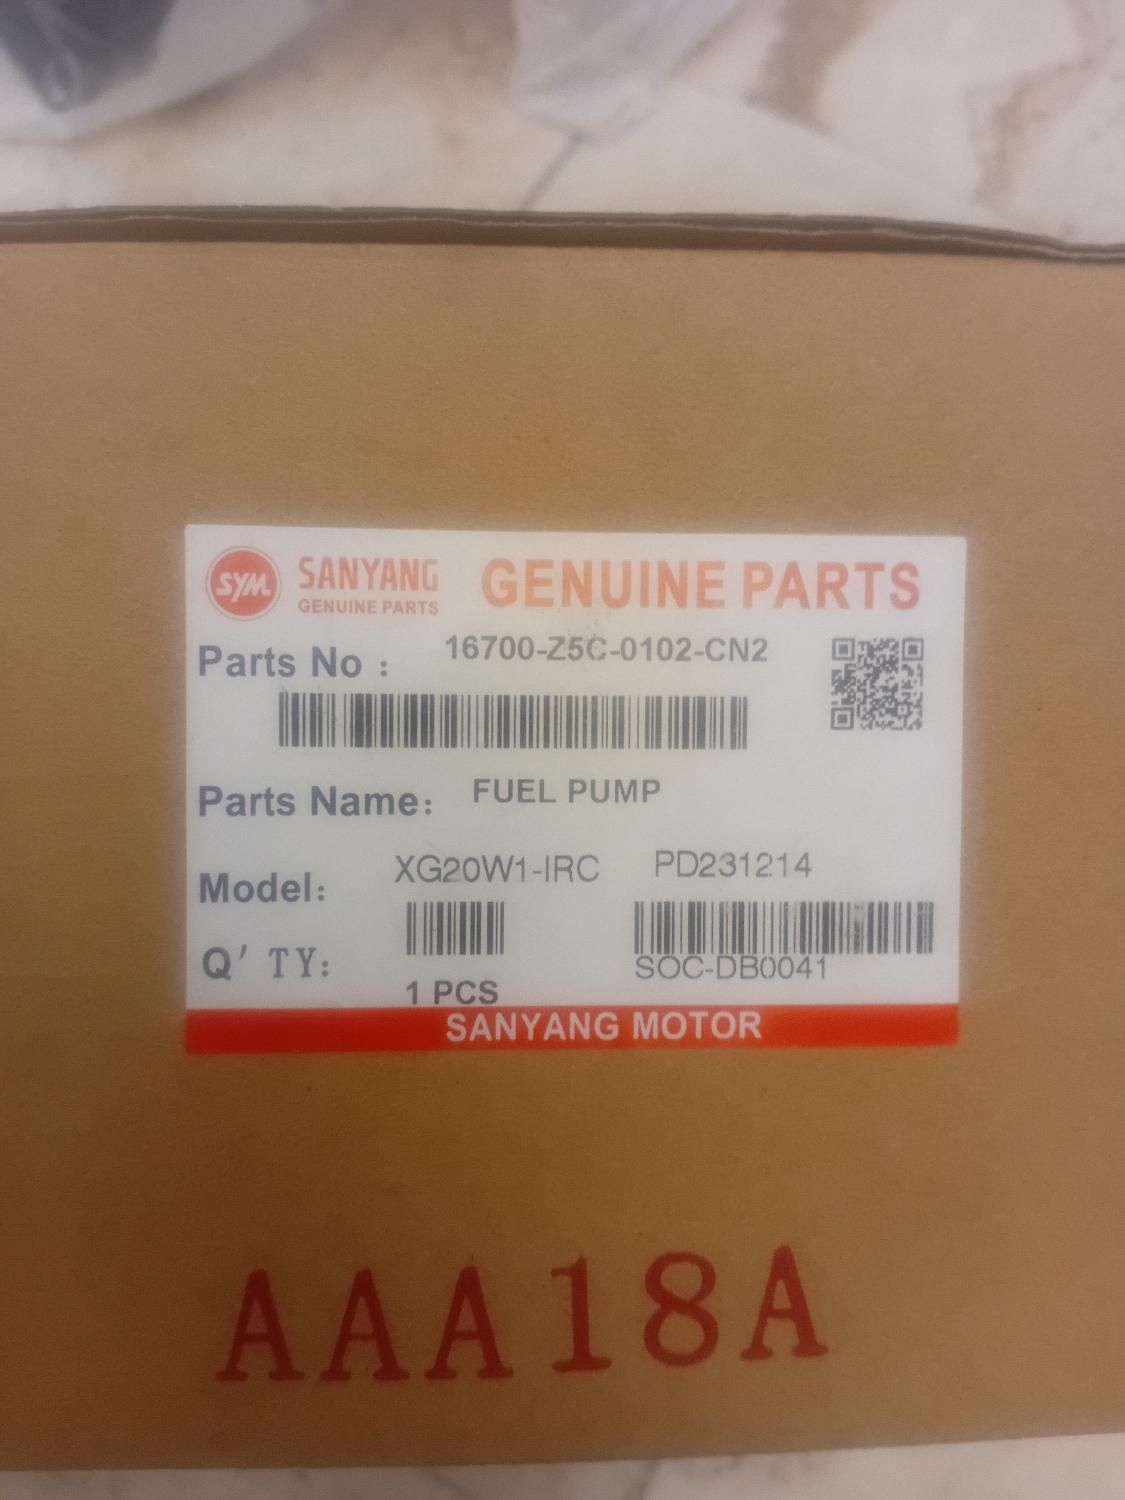 SYM SANYANG GENUINE PARTS
GENUINE PARTS
Parts No : 16700-Z5C-0102-CN2
Parts Name: FUEL PUMP
Model: XG20W1-IRC PD231214
Q' TY: 1 PCS SOC-DB0041
SANYANG MOTOR
AAA18A